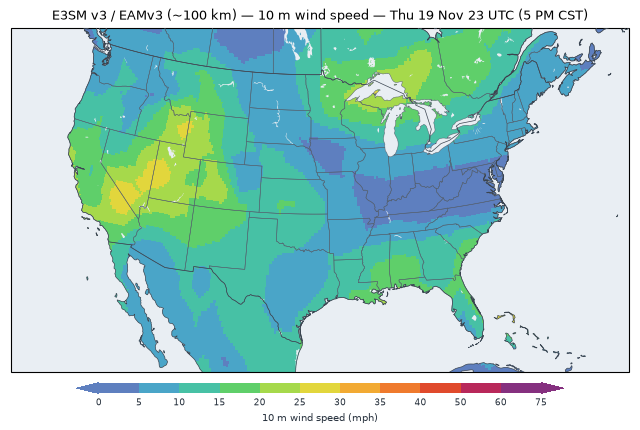 E3SM v3 / EAMv3 (~100 km) — 10 m wind speed — Thu 19 Nov 23 UTC (5 PM CST)
0 5 10 15 20 25 30 35 40 50 60 75
10 m wind speed (mph)